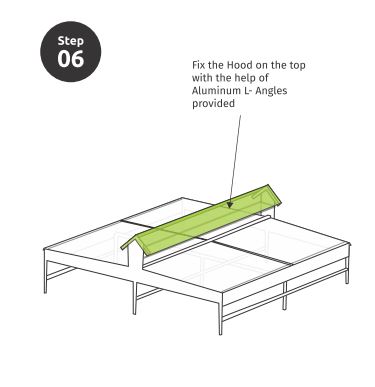 Step
06
Fix the Hood on the top
with the help of
Aluminum L- Angles
provided